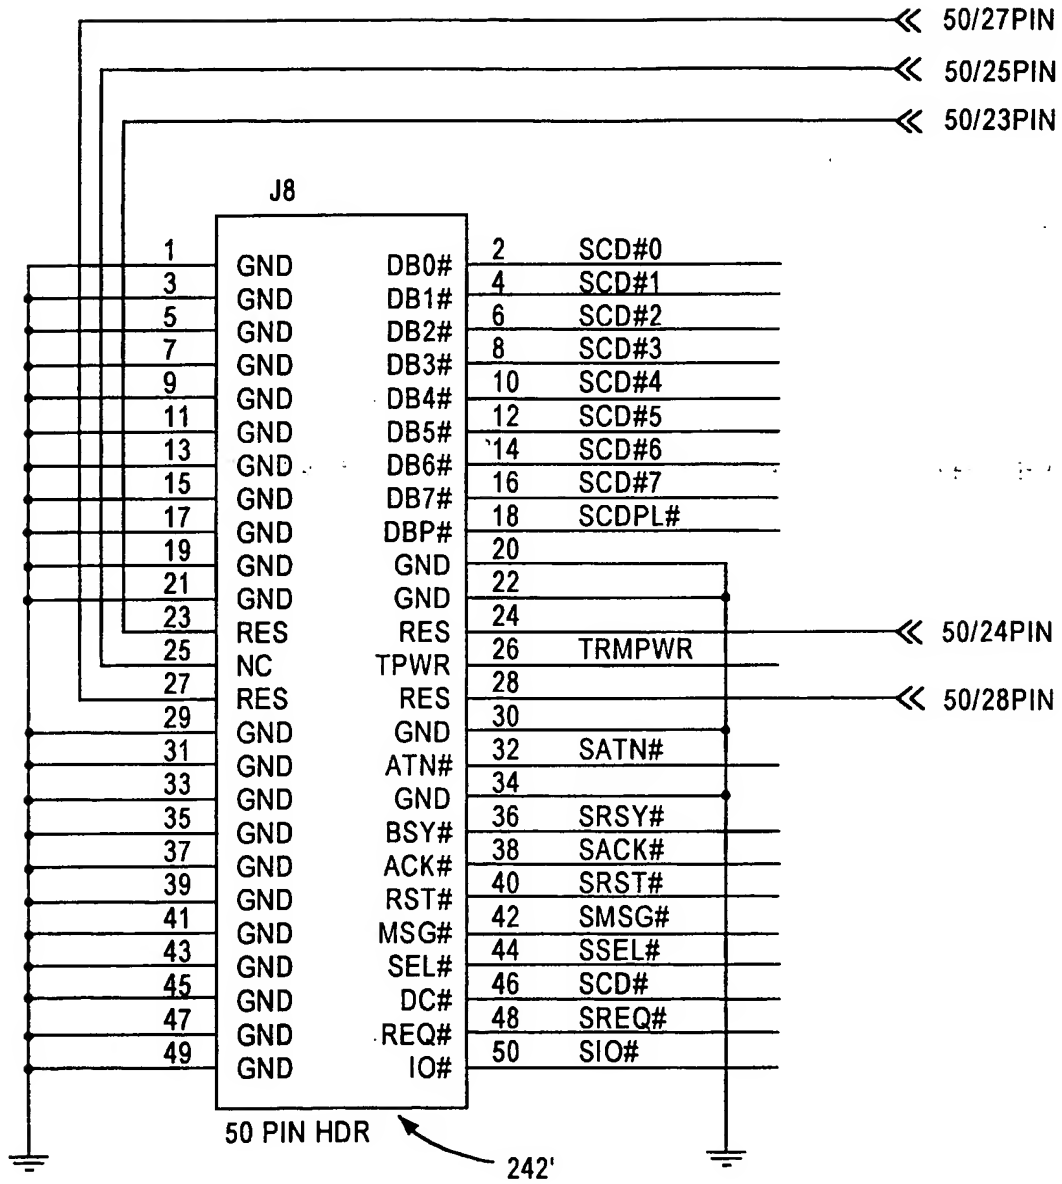 50/27PIN
50/25PIN
50/23PIN
J8
1 GND DB0# 2 SCD#0
3 GND DB1# 4 SCD#1
5 GND DB2# 6 SCD#2
7 GND DB3# 8 SCD#3
9 GND DB4# 10 SCD#4
11 GND DB5# 12 SCD#5
13 GND DB6# 14 SCD#6
15 GND DB7# 16 SCD#7
17 GND DBP# 18 SCDPL#
19 GND GND 20
21 GND GND 22
23 RES RES 24 50/24PIN
25 NC TPWR 26 TRMPWR
27 RES RES 28 50/28PIN
29 GND GND 30
31 GND ATN# 32 SATN#
33 GND GND 34
35 GND BSY# 36 SRSY#
37 GND ACK# 38 SACK#
39 GND RST# 40 SRST#
41 GND MSG# 42 SMSG#
43 GND SEL# 44 SSEL#
45 GND DC# 46 SCD#
47 GND REQ# 48 SREQ#
49 GND IO# 50 SIO#
50 PIN HDR
242'